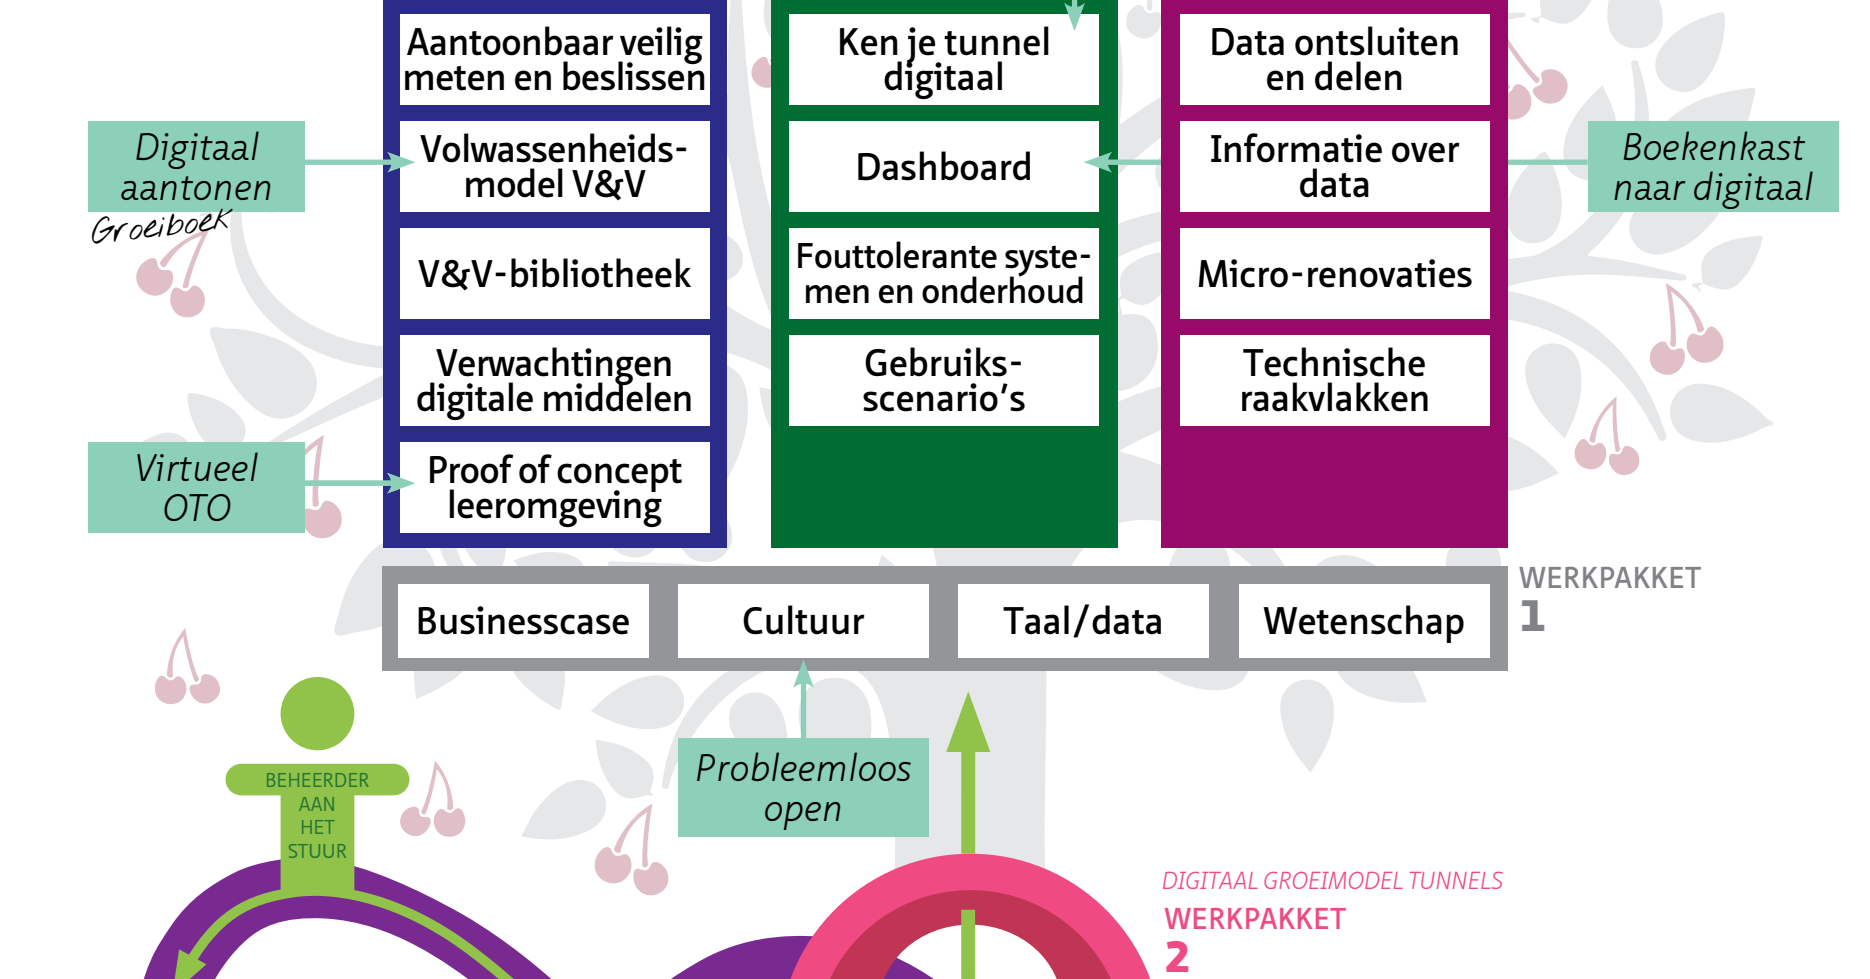 Aantoonbaar veilig
meten en beslissen
Ken je tunnel
digitaal
Data ontsluiten
en delen
Digitaal
aantonen
Groeiboek
Volwassenheids-
model V&V
Dashboard
Informatie over
data
Boekenkast
naar digitaal
V&V-bibliotheek
Fouttolerante syste-
men en onderhoud
Micro-renovaties
Verwachtingen
digitale middelen
Gebruiks-
scenario's
Technische
raakvlakken
Virtueel
OTO
Proof of concept
leeromgeving
Businesscase
Cultuur
Taal/data
Wetenschap
WERKPAKKET
1
Probleemloos
open
BEHEERDER
AAN
HET
STUUR
DIGITAAL GROEIMODEL TUNNELS
WERKPAKKET
2